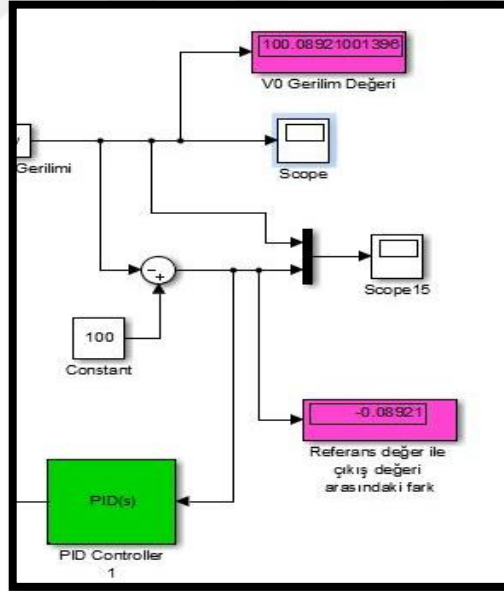 100.08921001396
V0 Gerilim Değeri
Gerilimi
Scope
- +
Scope15
100
Constant
-0.08921
Referans değer ile
çıkış değeri
arasındaki fark
PID(s)
PID Controller
1